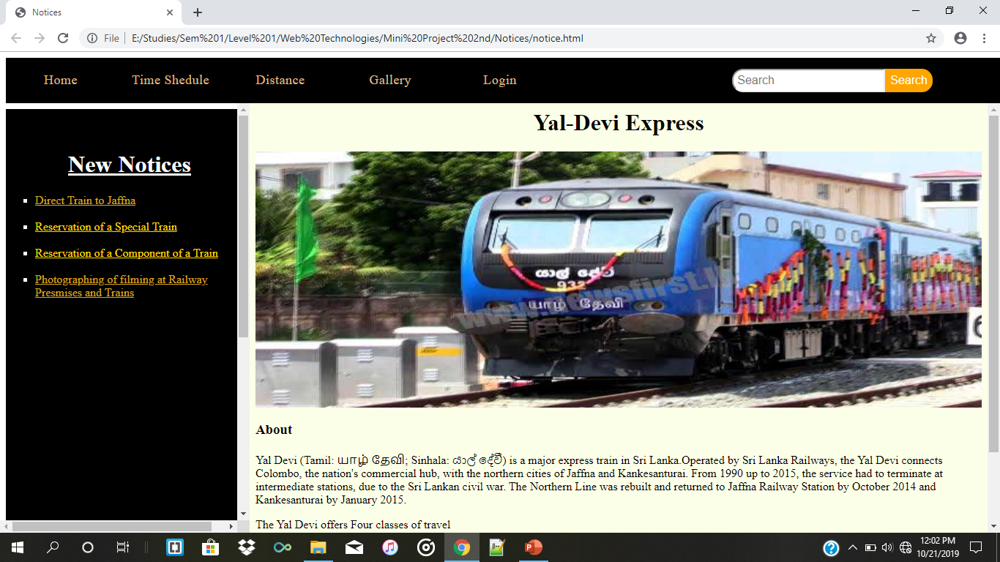 Notices
File
E:/Studies/Sem%201/Level%201/Web%20Technologies/Mini%20Project%202nd/Notices/notice.html
Home Time Shedule Distance Gallery Login Search Search
New Notices
Direct Train to Jaffna
Reservation of a Special Train
Reservation of a Component of a Train
Photographing of filming at Railway
Presmises and Trains
Yal-Devi Express
යාල් දේවි
932
யாழ் தேவி
About
Yal Devi (Tamil: யாழ் தேவி; Sinhala: යාල් දේවී) is a major express train in Sri Lanka.Operated by Sri Lanka Railways, the Yal Devi connects
Colombo, the nation's commercial hub, with the northern cities of Jaffna and Kankesanturai. From 1990 up to 2015, the service had to terminate at
intermediate stations, due to the Sri Lankan civil war. The Northern Line was rebuilt and returned to Jaffna Railway Station by October 2014 and
Kankesanturai by January 2015.
The Yal Devi offers Four classes of travel
12:02 PM
10/21/2019